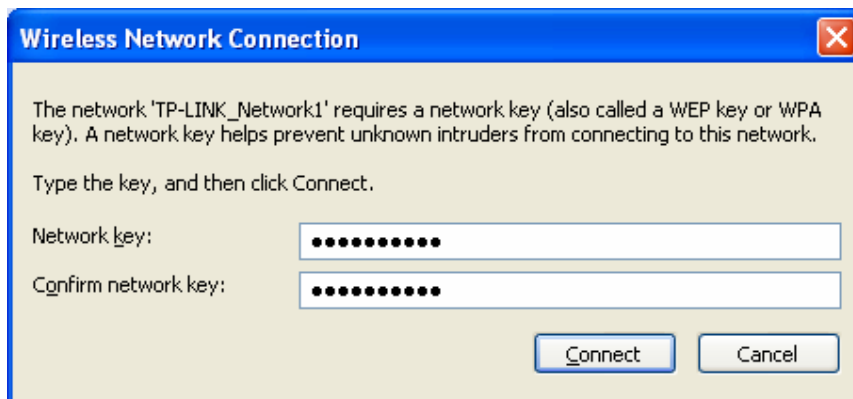 Wireless Network Connection
The network 'TP-LINK_Network1' requires a network key (also called a WEP key or WPA
key). A network key helps prevent unknown intruders from connecting to this network.
Type the key, and then click Connect.
Network key: ●●●●●●●●●●
Confirm network key: ●●●●●●●●●●
Connect Cancel